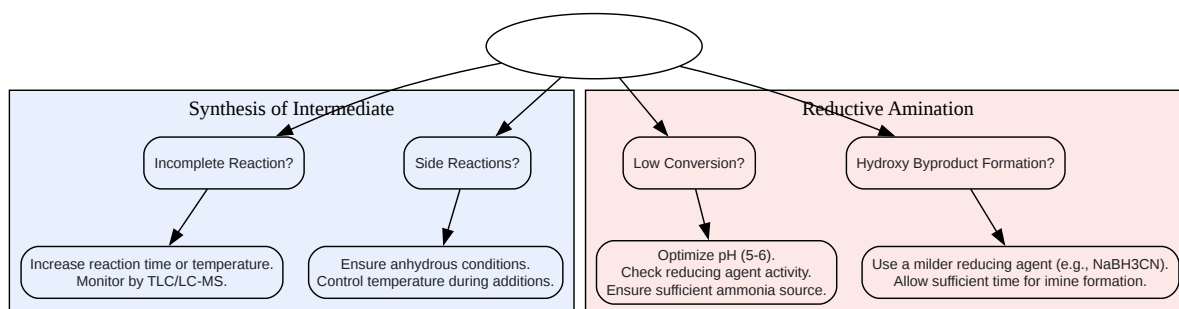 Synthesis of Intermediate
Reductive Amination
Incomplete Reaction?
Side Reactions?
Low Conversion?
Hydroxy Byproduct Formation?
Increase reaction time or temperature.
Monitor by TLC/LC-MS.
Ensure anhydrous conditions.
Control temperature during additions.
Optimize pH (5-6).
Check reducing agent activity.
Ensure sufficient ammonia source.
Use a milder reducing agent (e.g., NaBH3CN).
Allow sufficient time for imine formation.